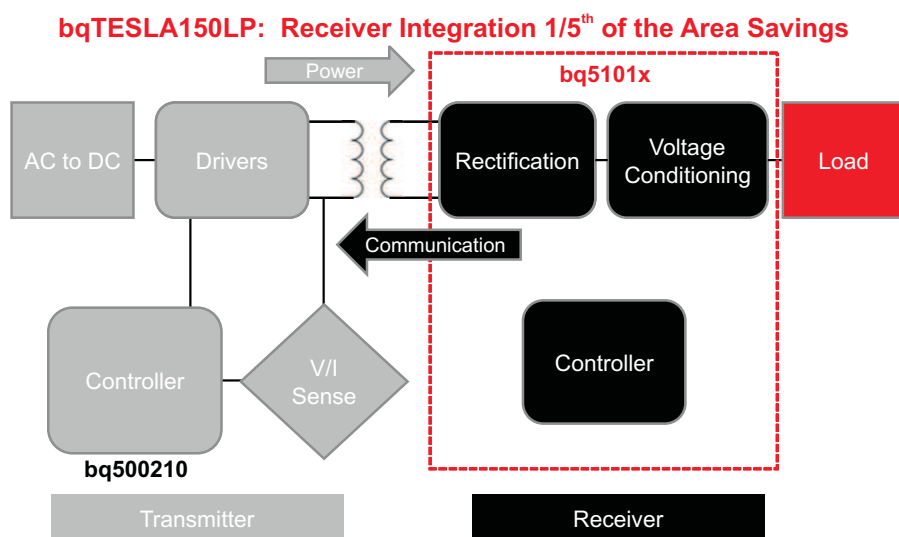 bqTESLA150LP: Receiver Integration 1/5th of the Area Savings
Power
bq5101x
AC to DC
Drivers
Rectification
Voltage
Conditioning
Load
Communication
Controller
V/I
Sense
Controller
bq500210
Transmitter
Receiver